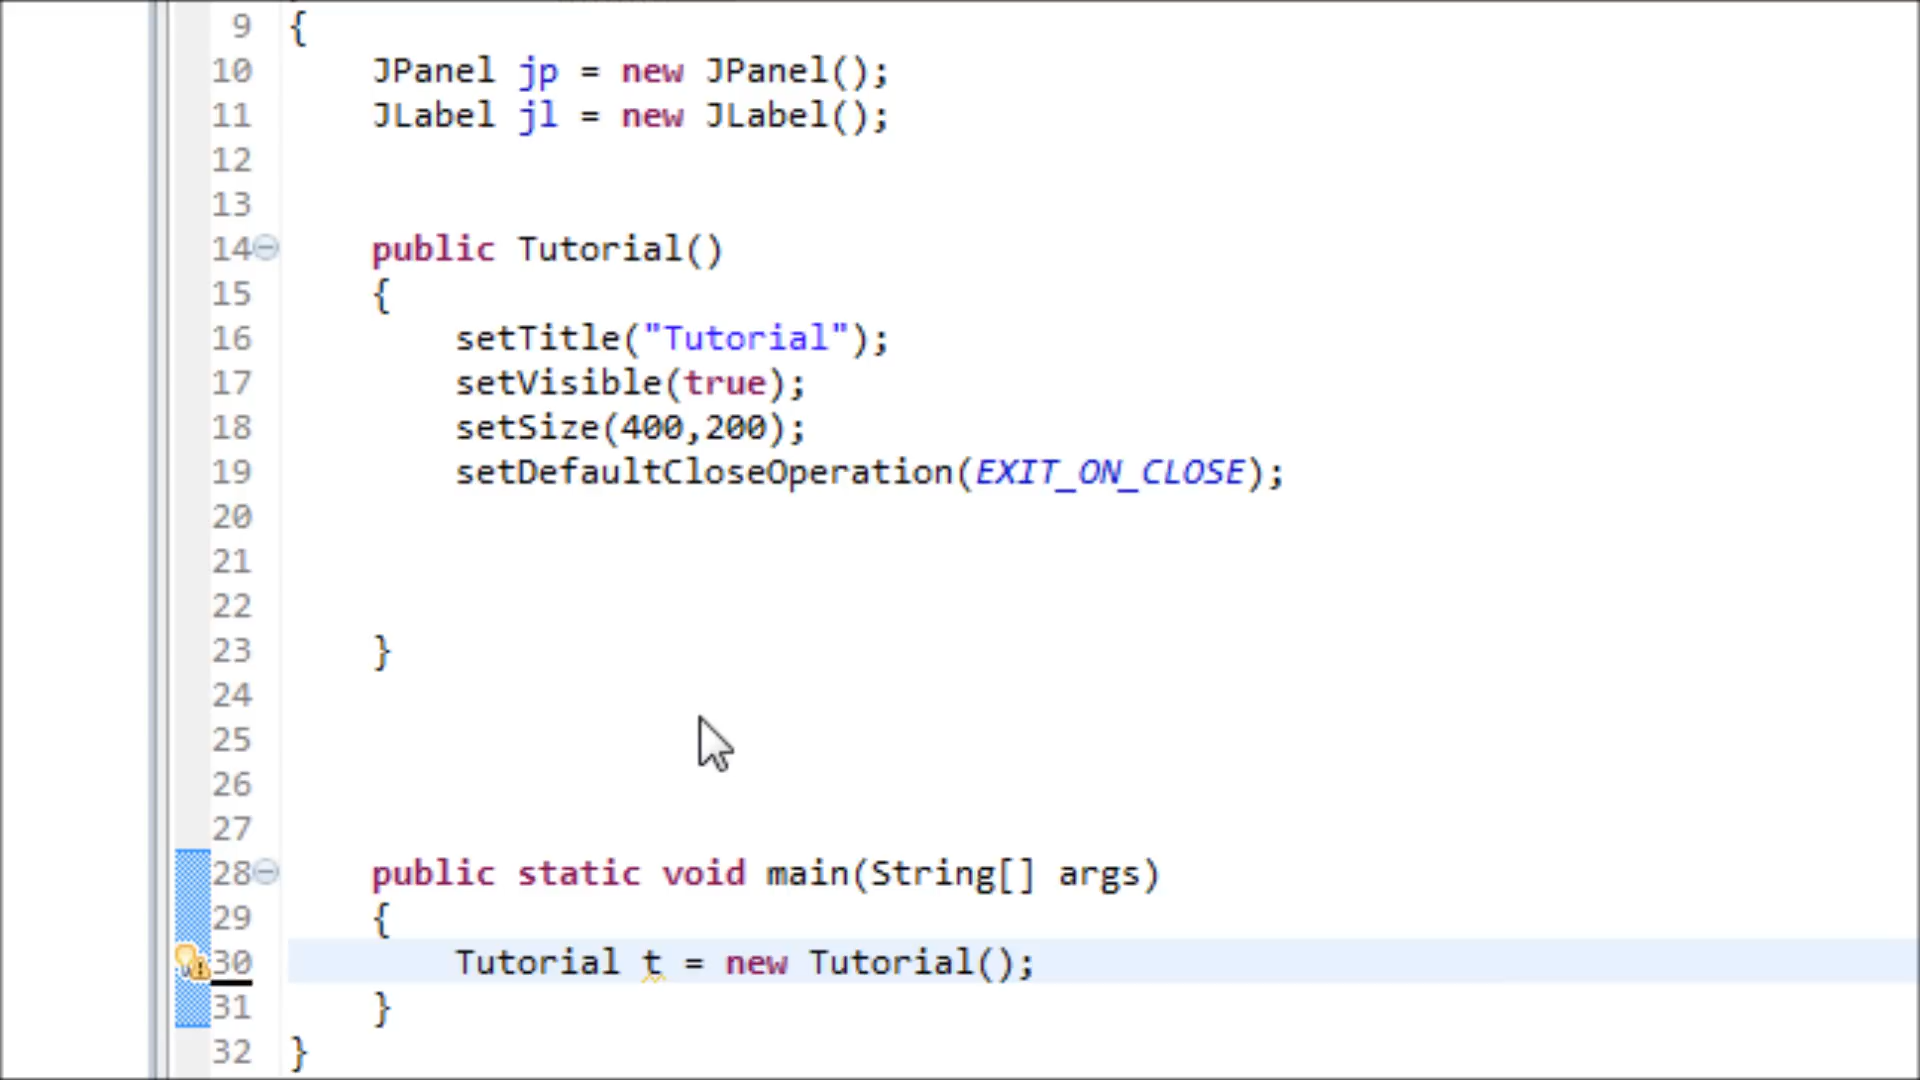 9 {
10 JPanel jp = new JPanel();
11 JLabel jl = new JLabel();
12
13
14 public Tutorial()
15 {
16 setTitle("Tutorial");
17 setVisible(true);
18 setSize(400,200);
19 setDefaultCloseOperation(EXIT_ON_CLOSE);
20
21
22
23 }
24
25
26
27
28 public static void main(String[] args)
29 {
30 Tutorial t = new Tutorial();
31 }
32 }